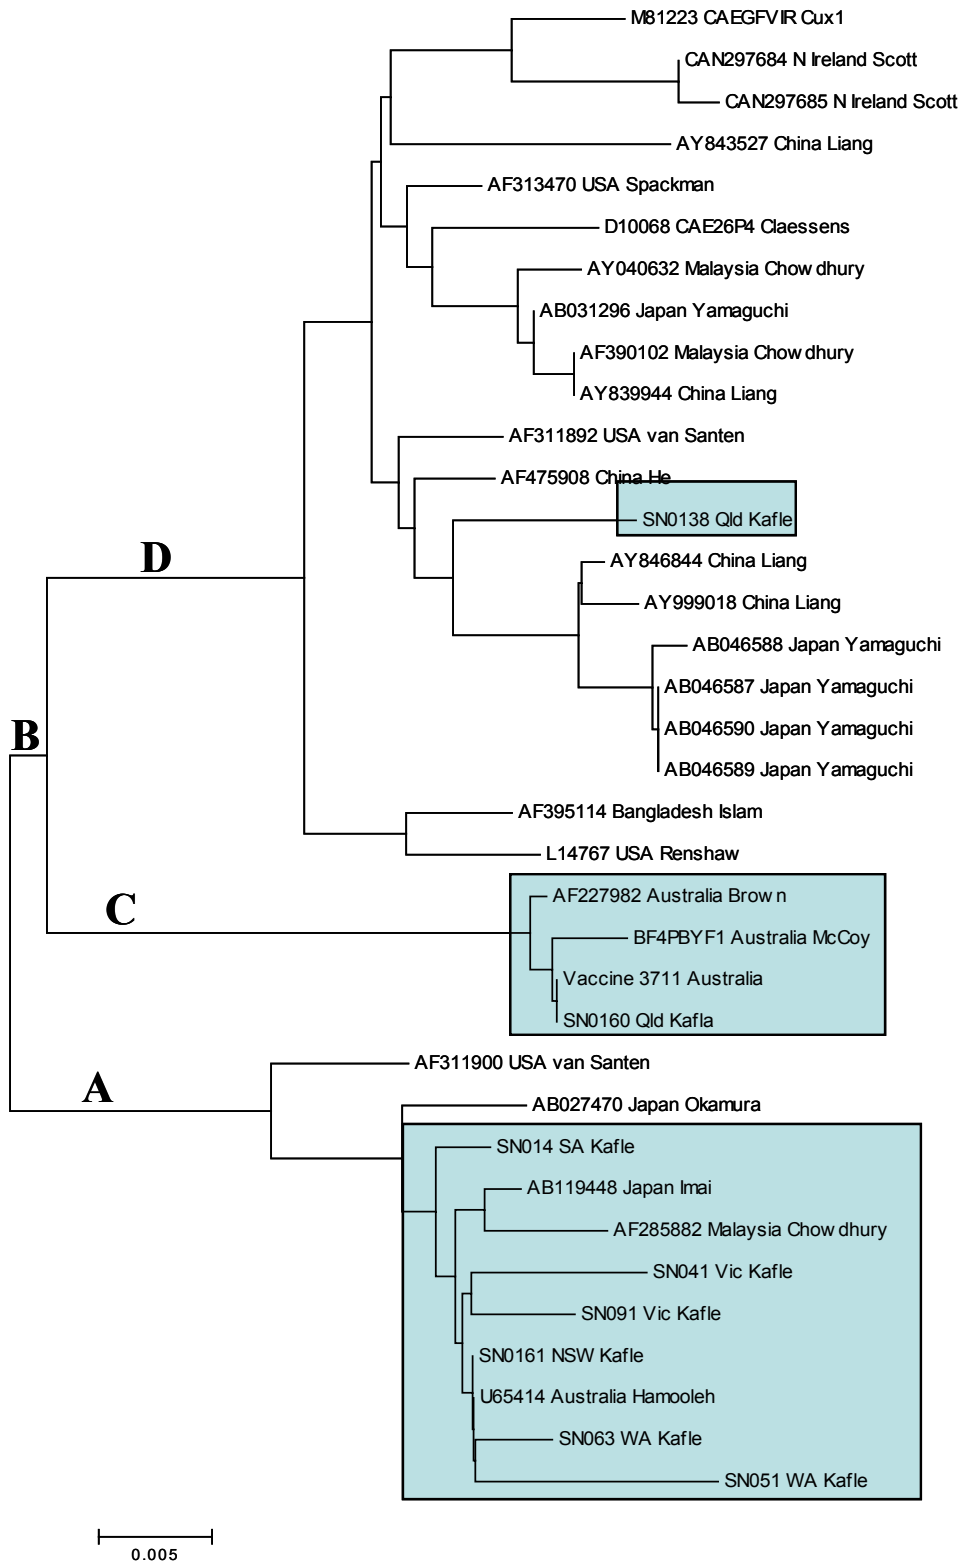 M81223 CAEGFVIR Cux1
CAN297684 N Ireland Scott
CAN297685 N Ireland Scott
AY843527 China Liang
AF313470 USA Spackman
D10068 CAE26P4 Claessens
AY040632 Malaysia Chowdhury
AB031296 Japan Yamaguchi
AF390102 Malaysia Chowdhury
AY839944 China Liang
AF311892 USA van Santen
AF475908 China He
SN0138 Qld Kafle
D
AY846844 China Liang
AY999018 China Liang
AB046588 Japan Yamaguchi
AB046587 Japan Yamaguchi
B
AB046590 Japan Yamaguchi
AB046589 Japan Yamaguchi
AF395114 Bangladesh Islam
L14767 USA Renshaw
AF227982 Australia Brown
C
BF4PBYF1 Australia McCoy
Vaccine 3711 Australia
SN0160 Qld Kafla
AF311900 USA van Santen
A
AB027470 Japan Okamura
SN014 SA Kafle
AB119448 Japan Imai
AF285882 Malaysia Chowdhury
SN041 Vic Kafle
SN091 Vic Kafle
SN0161 NSW Kafle
U65414 Australia Hamooleh
SN063 WA Kafle
SN051 WA Kafle
0.005